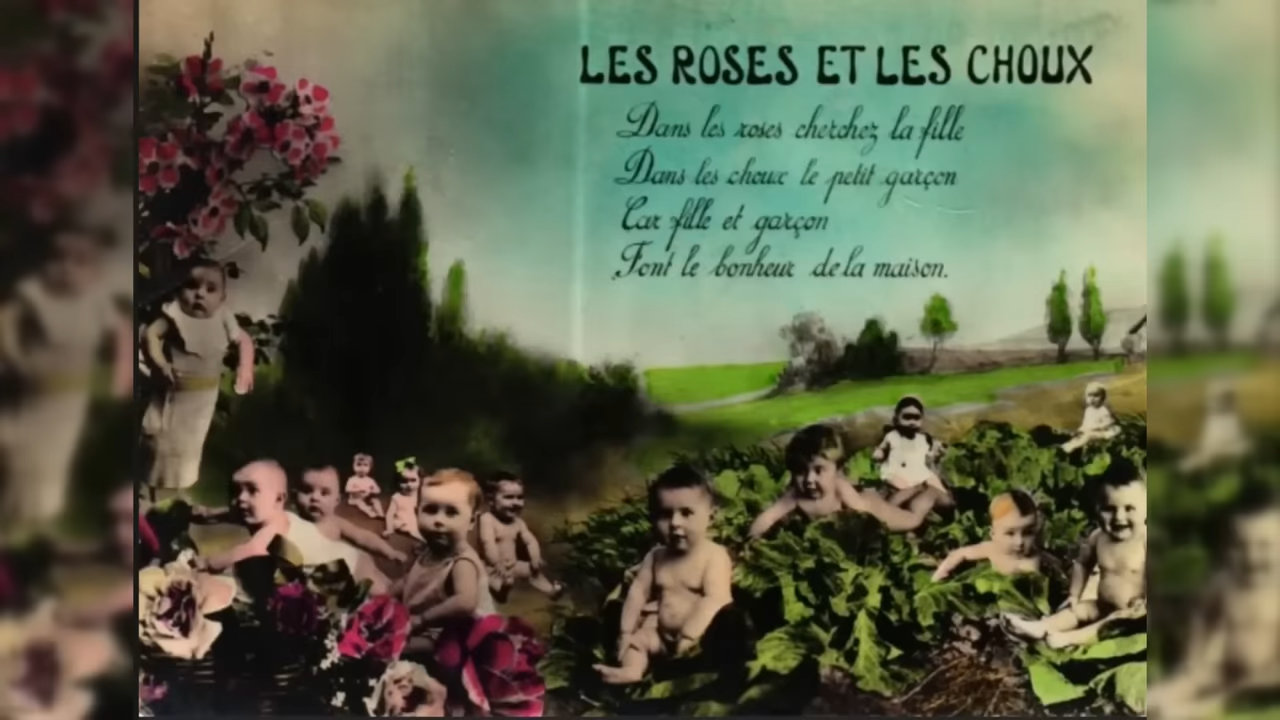 LES ROSES ET LES CHOUX
Dans les roses cherchez la fille
Dans les choux le petit garçon
Car fille et garçon
Font le bonheur de la maison.